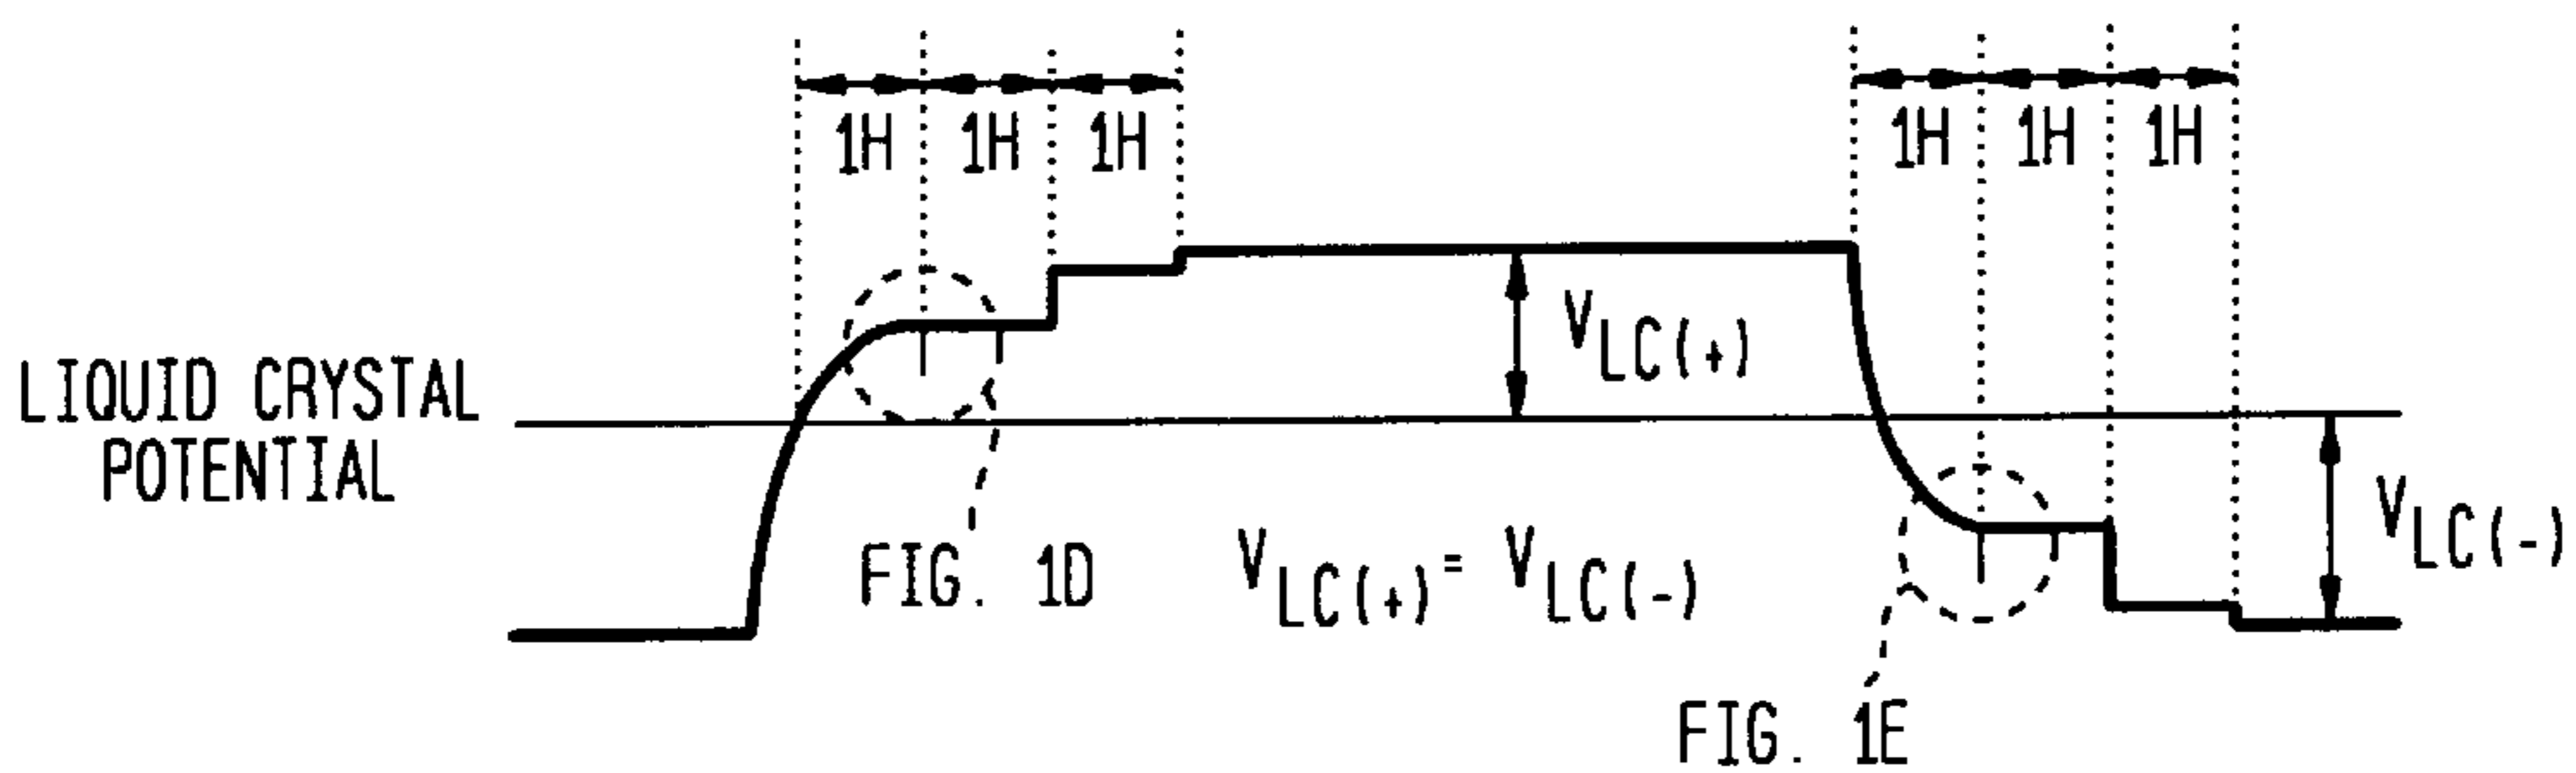 1H 1H 1H
1H 1H 1H
LIQUID CRYSTAL
POTENTIAL
VLC(+)
VLC(-)
FIG. 1D
VLC(+) = VLC(-)
FIG. 1E